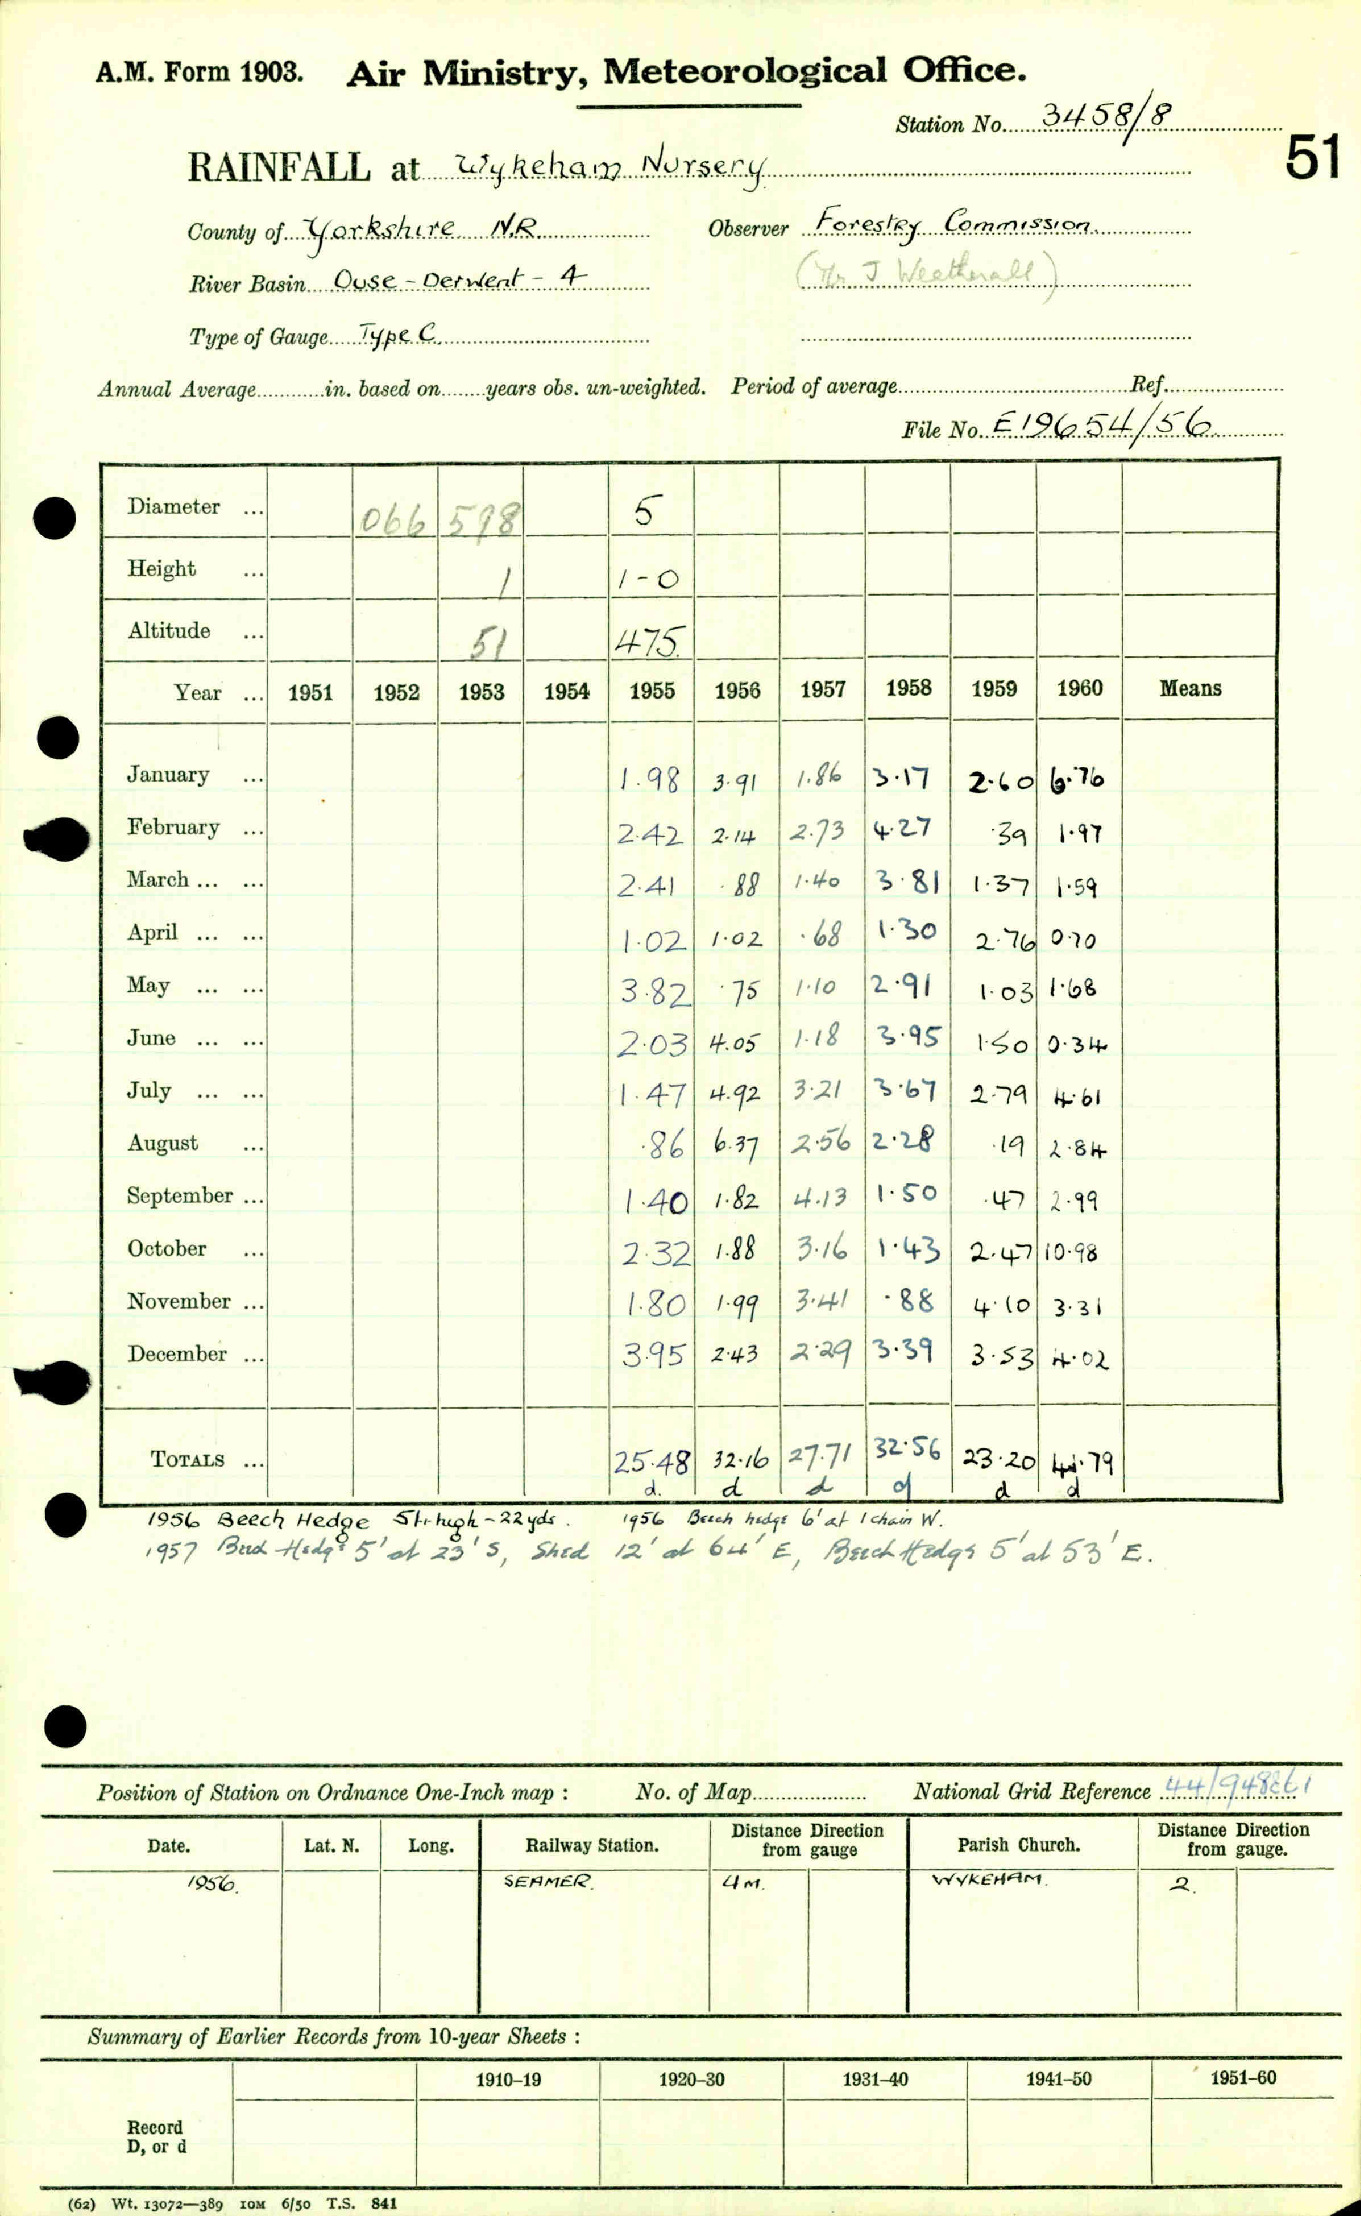 A.M. Form 1903. Air Ministry, Meteorological Office.
Station No. 3458/8
51
RAINFALL at Wykeham Nursery
County of Yorkshire N.R. Observer Forestry Commission.
River Basin Ouse - Derwent - 4 (Mr J Weatherall)
Type of Gauge Type C
Annual Average............in. based on........years obs. un-weighted. Period of average.............Ref.............
File No. E19654/56
Diameter ... 066 598 5
Height ... 1 1-0
Altitude ... 51 475
Year ... 1951 1952 1953 1954 1955 1956 1957 1958 1959 1960 Means
January ... 1.98 3.91 1.86 3.17 2.60 6.76
February ... 2.42 2.14 2.73 4.27 .39 1.97
March ... ... 2.41 .88 1.40 3.81 1.37 1.59
April ... ... 1.02 1.02 .68 1.30 2.76 0.70
May ... ... 3.82 .75 1.10 2.91 1.03 1.68
June ... ... 2.03 4.05 1.18 3.95 1.50 0.34
July ... ... 1.47 4.92 3.21 3.67 2.79 4.61
August ... .86 6.37 2.56 2.28 .19 2.84
September ... 1.40 1.82 4.13 1.50 .47 2.99
October ... 2.32 1.88 3.16 1.43 2.47 10.98
November ... 1.80 1.99 3.41 .88 4.10 3.31
December ... 3.95 2.43 2.29 3.39 3.53 4.02
TOTALS ... 25.48 32.16 27.71 32.56 23.20 41.79
d. d d d d d
1956 Beech Hedge 5ft high - 22 yds. 1956 Beech hedge 6' at 1 chain W.
1957 Beech Hedge 5' at 23' S, Shed 12' at 64' E, Beech Hedge 5' at 53' E.
Position of Station on Ordnance One-Inch map : No. of Map............ National Grid Reference 44/948861
Date. Lat. N. Long. Railway Station. Distance Direction from gauge Parish Church. Distance Direction from gauge.
1956. SEAMER. 4 M. WYKEHAM. 2.
Summary of Earlier Records from 10-year Sheets :
1910–19 1920–30 1931–40 1941–50 1951–60
Record
D, or d
(62) Wt. 13072—389 10M 6/50 T.S. 841